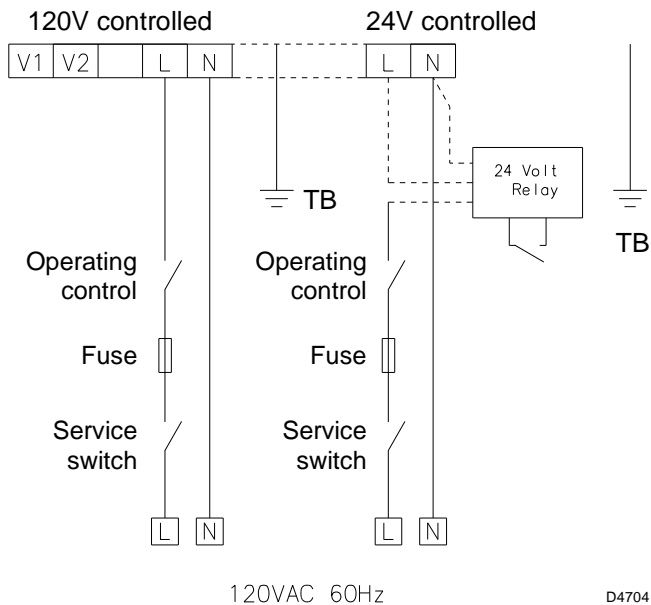 120V controlled
24V controlled
V1 V2 L N
L N
24 Volt
Relay
TB
TB
Operating
control
Operating
control
Fuse
Fuse
Service
switch
Service
switch
L N
L N
120VAC 60Hz
D4704